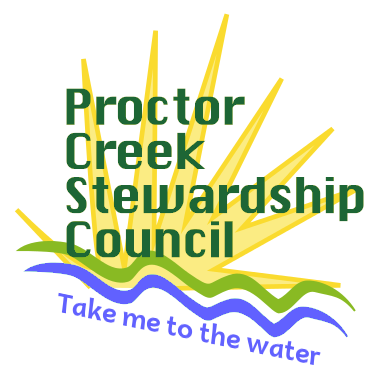 Proctor
Creek
Stewardship
Council
Take me to the water